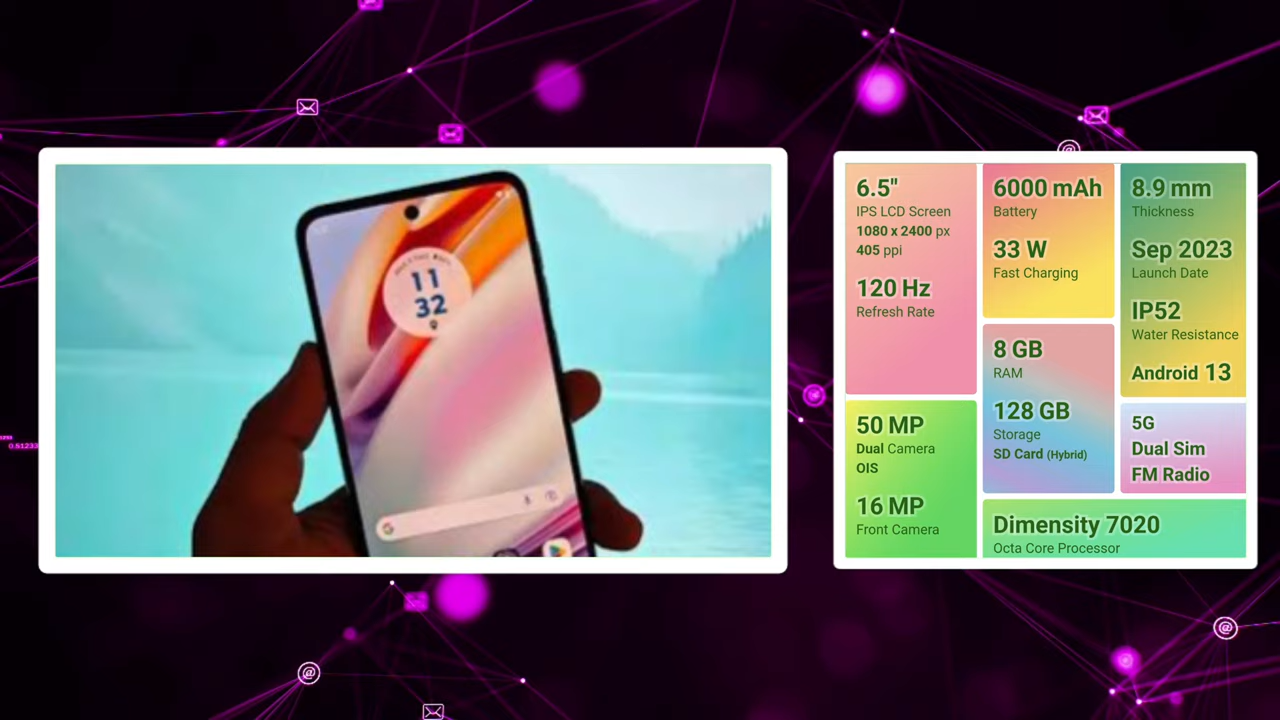 11
32
6.5"
IPS LCD Screen
1080 x 2400 px
405 ppi
120 Hz
Refresh Rate
50 MP
Dual Camera
OIS
16 MP
Front Camera
6000 mAh
Battery
33 W
Fast Charging
8 GB
RAM
128 GB
Storage
SD Card (Hybrid)
8.9 mm
Thickness
Sep 2023
Launch Date
IP52
Water Resistance
Android 13
5G
Dual Sim
FM Radio
Dimensity 7020
Octa Core Processor
0.51233